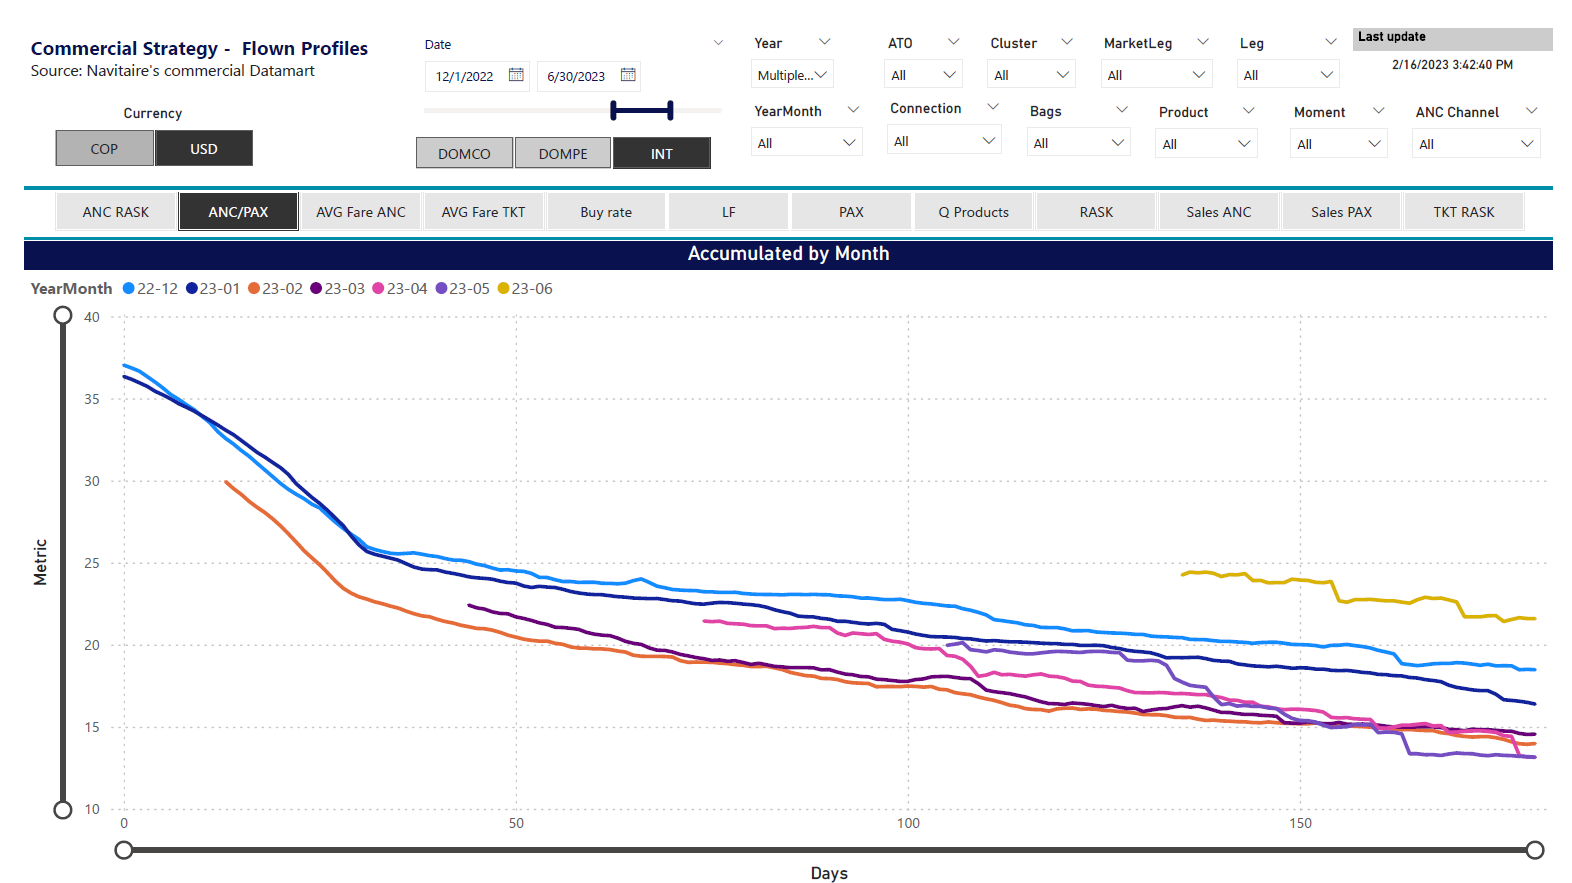 Commercial Strategy -  Flown Profiles
Source: Navitaire's commercial Datamart
Currency
COP
USD
Date
12/1/2022
6/30/2023
DOMCO
DOMPE
INT
Year
Multiple...
ATO
All
Cluster
All
MarketLeg
All
Leg
All
YearMonth
All
Connection
All
Bags
All
Product
All
Moment
All
ANC Channel
All
Last update
2/16/2023 3:42:40 PM
ANC RASK
ANC/PAX
AVG Fare ANC
AVG Fare TKT
Buy rate
LF
PAX
Q Products
RASK
Sales ANC
Sales PAX
TKT RASK
Accumulated by Month
YearMonth 22-12 23-01 23-02 23-03 23-04 23-05 23-06
Metric
40
35
30
25
20
15
10
0
50
100
150
Days